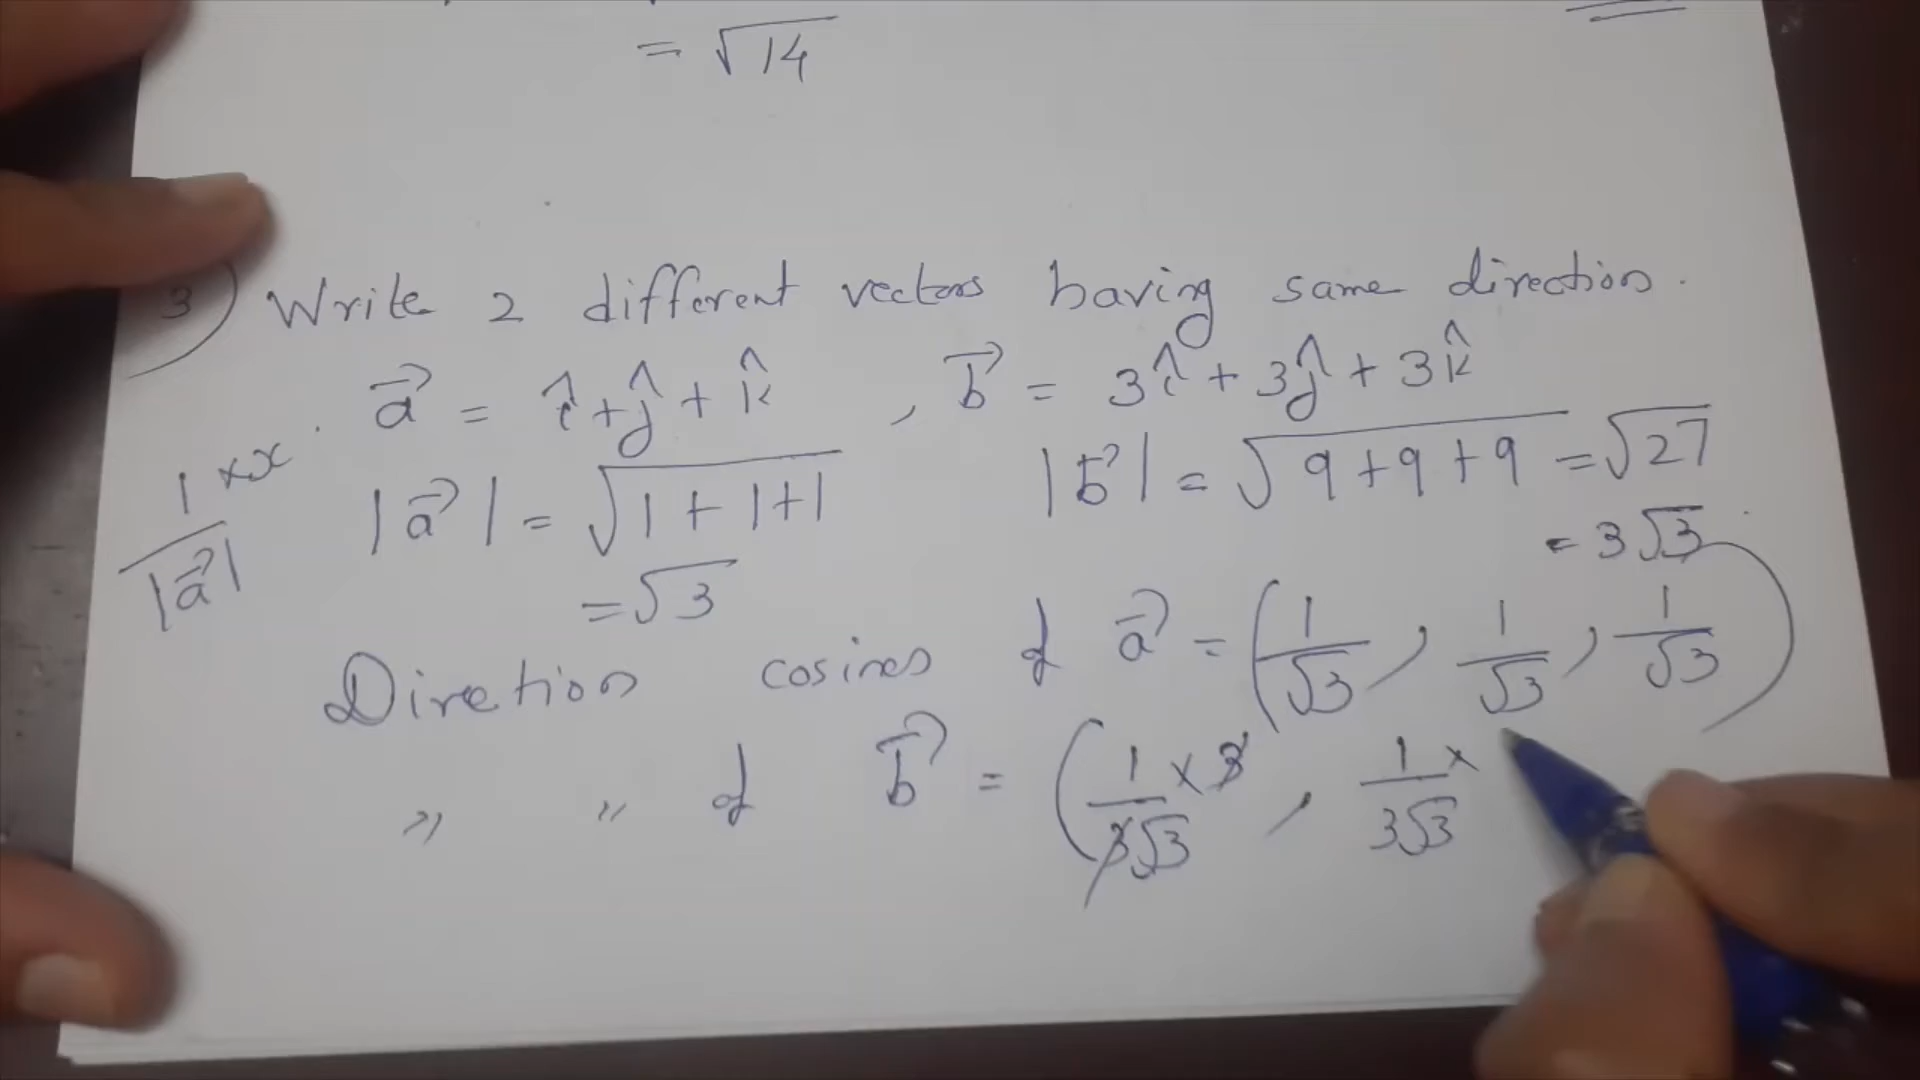 = √14
3) Write 2 different vectors having same direction.
a⃗ = î + ĵ + k̂ , b⃗ = 3î + 3ĵ + 3k̂
1/|a⃗| × x
|a⃗| = √1+1+1 |b⃗| = √9+9+9 = √27
= √3 = 3√3
Direction cosines of a⃗ = (1/√3, 1/√3, 1/√3)
" " of b⃗ = (1/3√3 × 3, 1/3√3 ×